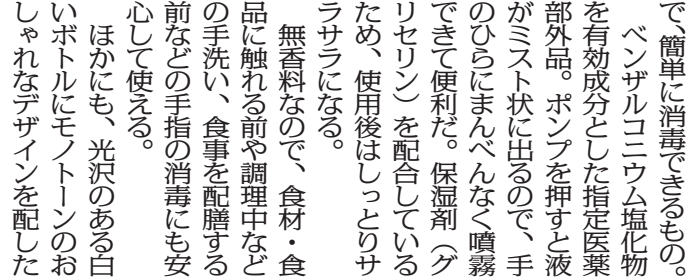 で、簡単に消毒できるもの。
　ベンザルコニウム塩化物
を有効成分とした指定医薬
部外品。ポンプを押すと液
がミスト状に出るので、手
のひらにまんべんなく噴霧
できて便利だ。保湿剤（グ
リセリン）を配合している
ため、使用後はしっとりサ
ラサラになる。
　無香料なので、食材・食
品に触れる前や調理中など
の手洗い、食事を配膳する
前などの手指の消毒にも安
心して使える。
　ほかにも、光沢のある白
いボトルにモノトーンのお
しゃれなデザインを配した